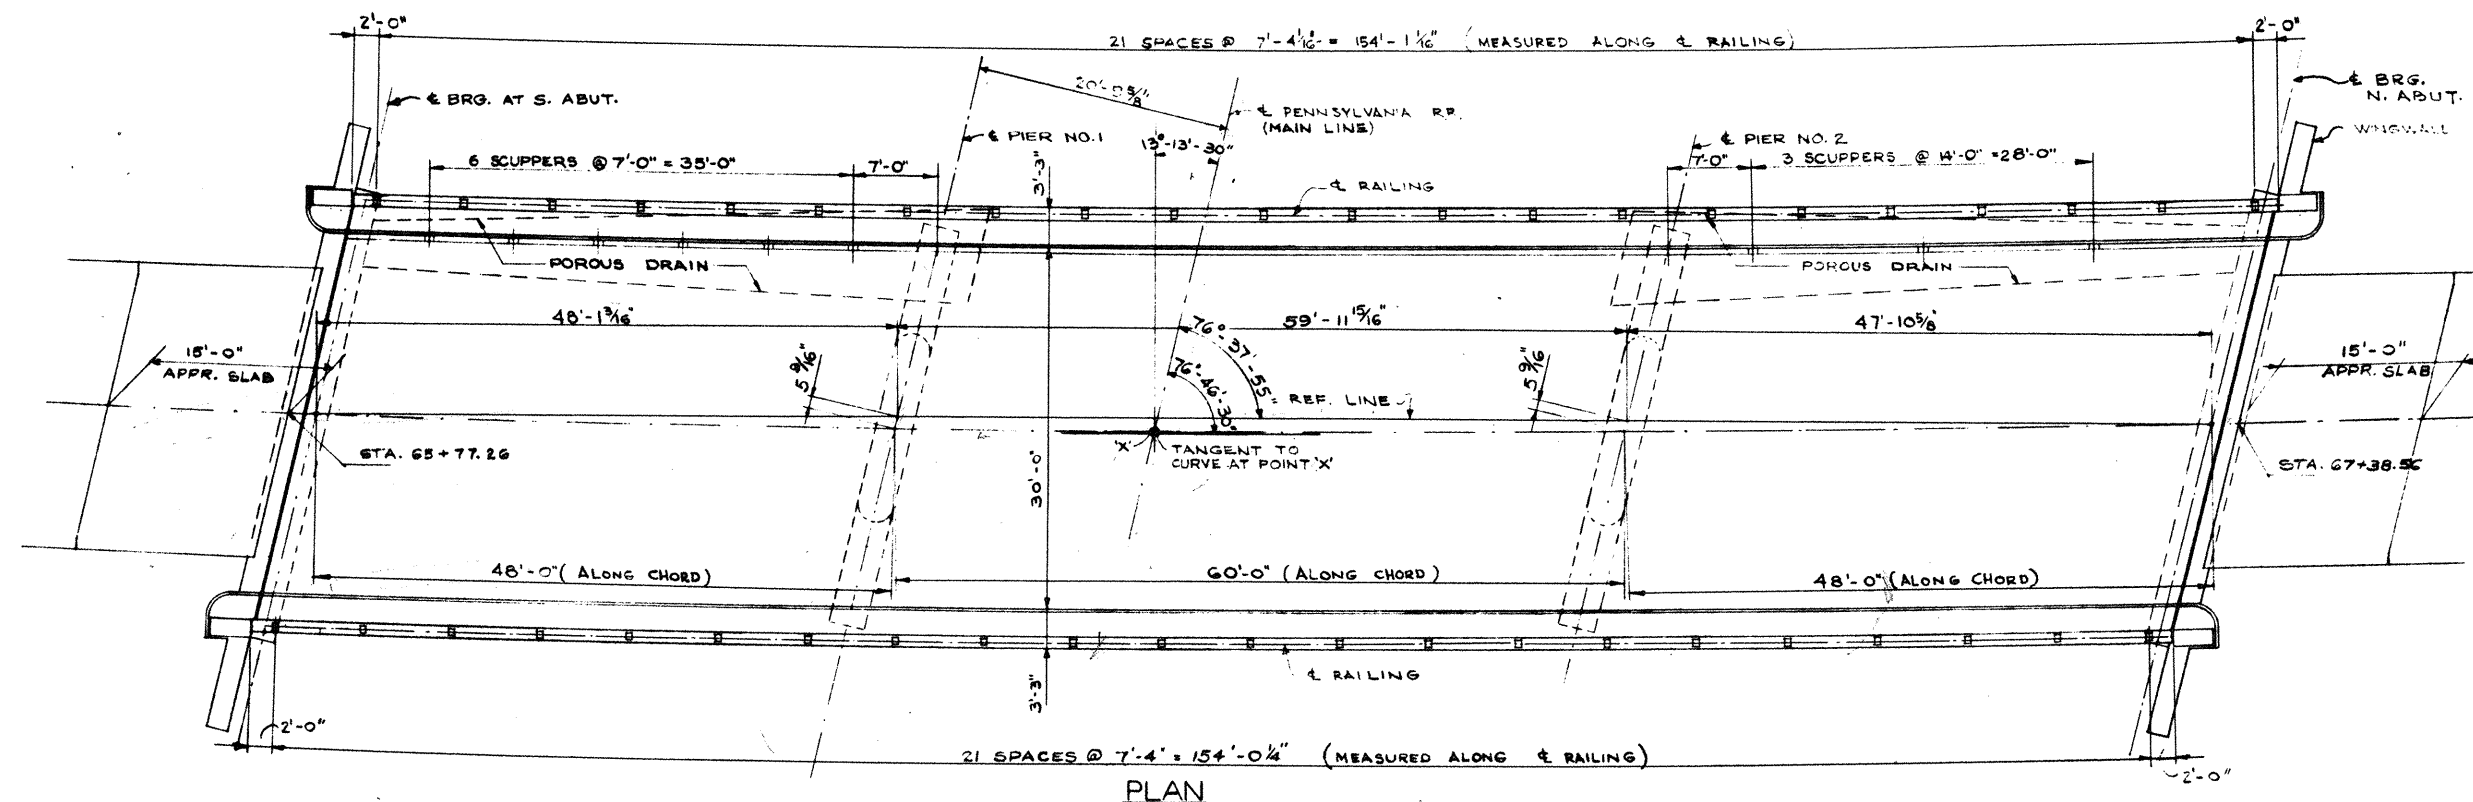 2'-0"
21 SPACES @ 7'-4 1/16" = 154'-1 1/16" (MEASURED ALONG ℄ RAILING)
2'-0"
℄ BRG. AT S. ABUT.
℄ BRG.
N. ABUT.
℄ PENNSYLVANIA RR.
(MAIN LINE)
WINGWALL
℄ PIER NO.1
13°-13'-30"
℄ PIER NO.2
6 SCUPPERS @ 7'-0" = 35'-0"
7'-0"
3'-3"
7'-0"
3 SCUPPERS @ 14'-0" =28'-0"
℄ RAILING
POROUS DRAIN
POROUS DRAIN
48'-1 3/16"
59'-11 15/16"
47'-10 5/8"
15'-0"
APPR. SLAB
5 9/16"
76°-37'-55"
76°-46'-30"
5 9/16"
15'-0"
APPR. SLAB
REF. LINE
STA. 65+77.26
'X'
TANGENT TO
CURVE AT POINT 'X'
STA. 67+38.56
30'-0"
48'-0" (ALONG CHORD)
60'-0" (ALONG CHORD)
48'-0" (ALONG CHORD)
℄ RAILING
3'-3"
2'-0"
21 SPACES @ 7'-4" = 154'-0 1/4" (MEASURED ALONG ℄ RAILING)
2'-0"
PLAN